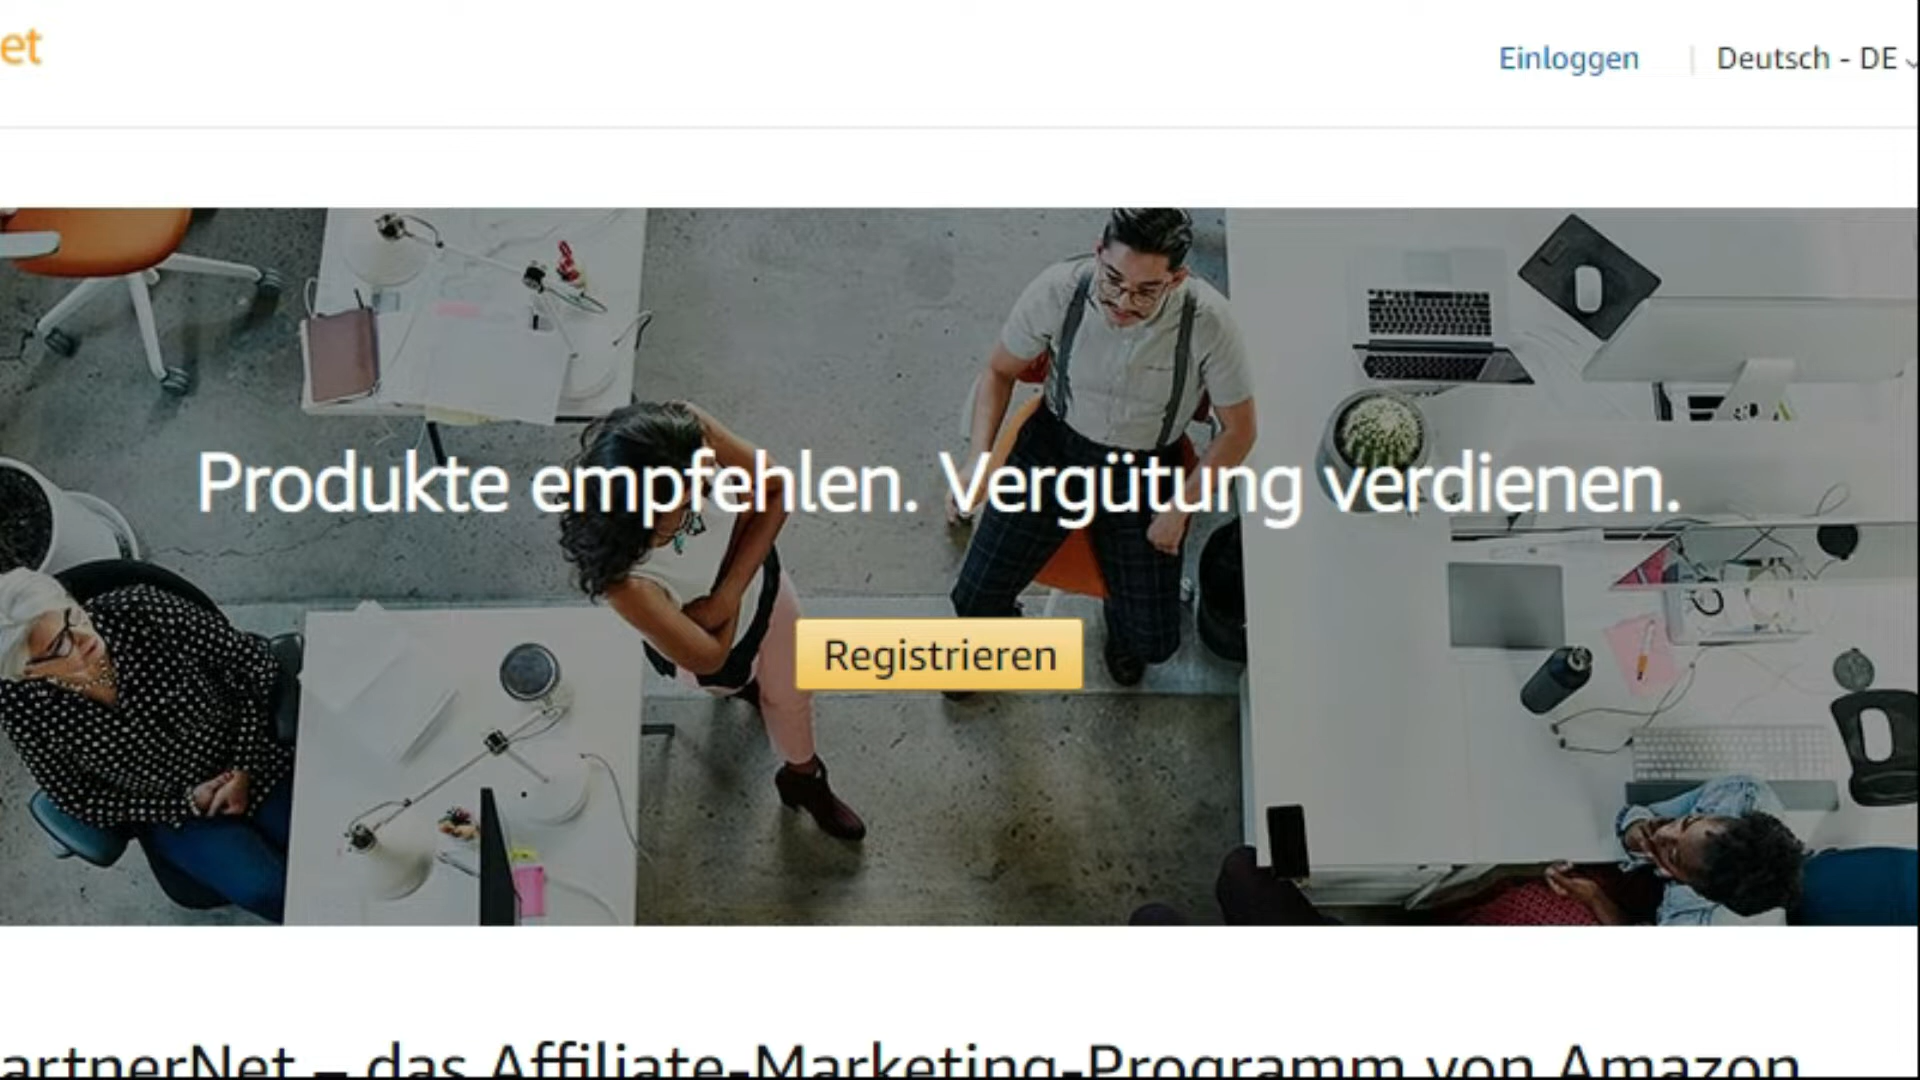 et
Einloggen | Deutsch - DE
Produkte empfehlen. Vergütung verdienen.
Registrieren
artnerNet – das Affiliate-Marketing-Programm von Amazon